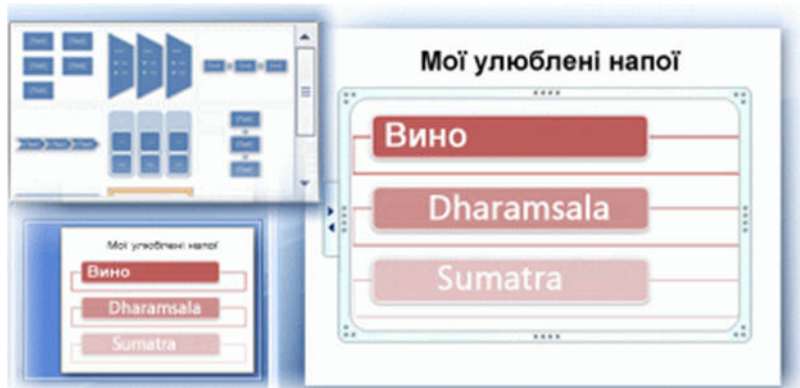 Мої улюблені напої
Вино
Dharamsala
Sumatra
Мої улюблені напої
Вино
Dharamsala
Sumatra